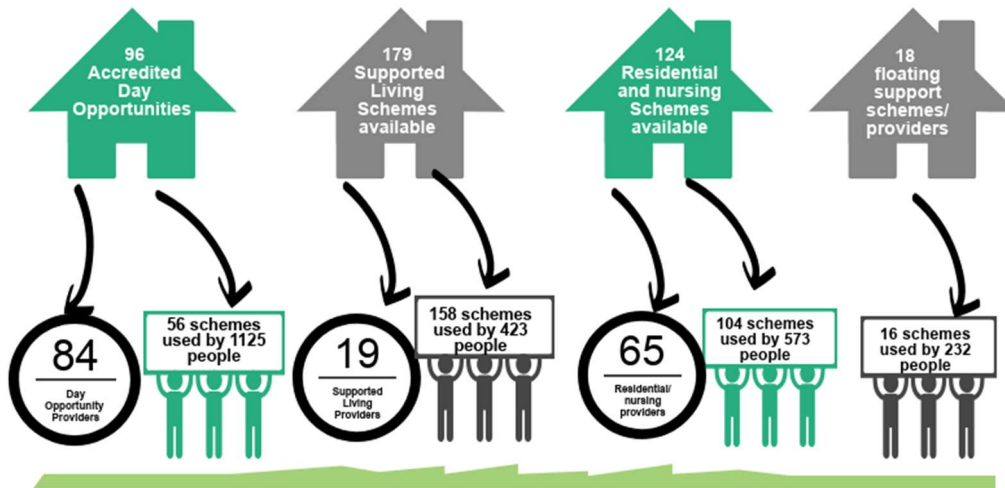 96
Accredited
Day
Opportunities
179
Supported
Living
Schemes
available
124
Residential
and nursing
Schemes
available
18
floating
support
schemes/
providers
84
Day
Opportunity
Providers
56 schemes
used by 1125
people
19
Supported
Living
Providers
158 schemes
used by 423
people
65
Residential/
nursing
providers
104 schemes
used by 573
people
16 schemes
used by 232
people